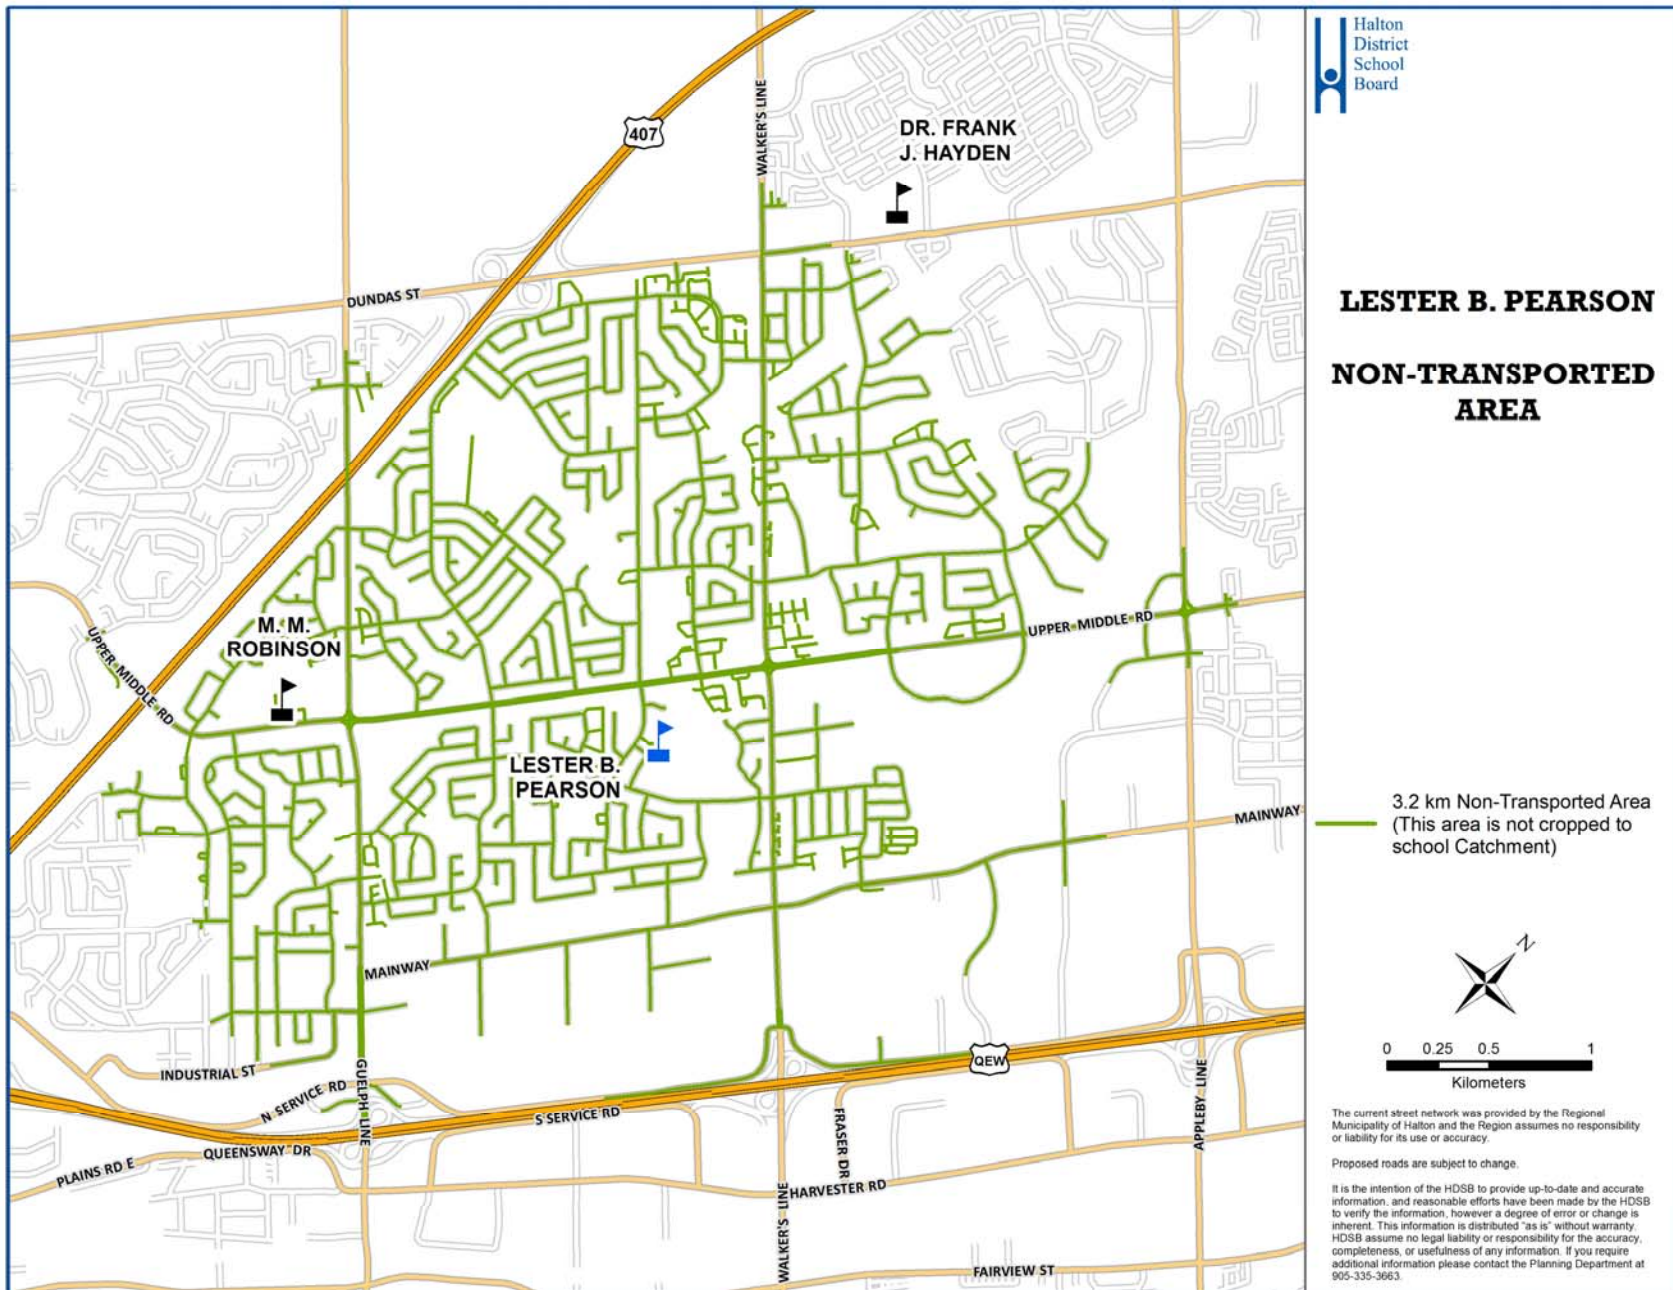 Halton
District
School
Board
LESTER B. PEARSON
NON-TRANSPORTED
AREA
407
WALKER'S LINE
DR. FRANK
J. HAYDEN
DUNDAS ST
M. M.
ROBINSON
UPPER MIDDLE RD
UPPER MIDDLE RD
LESTER B.
PEARSON
MAINWAY
MAINWAY
INDUSTRIAL ST
GUELPH LINE
N SERVICE RD
S SERVICE RD
QEW
QUEENSWAY DR
PLAINS RD E
FRASER DR
HARVESTER RD
WALKER'S LINE
APPLEBY LINE
FAIRVIEW ST
3.2 km Non-Transported Area
(This area is not cropped to
school Catchment)
N
0 0.25 0.5 1
Kilometers
The current street network was provided by the Regional
Municipality of Halton and the Region assumes no responsibility
or liability for its use or accuracy.
Proposed roads are subject to change.
It is the intention of the HDSB to provide up-to-date and accurate
information, and reasonable efforts have been made by the HDSB
to verify the information, however a degree of error or change is
inherent. This information is distributed "as is" without warranty.
HDSB assume no legal liability or responsibility for the accuracy,
completeness, or usefulness of any information. If you require
additional information please contact the Planning Department at
905-335-3663.